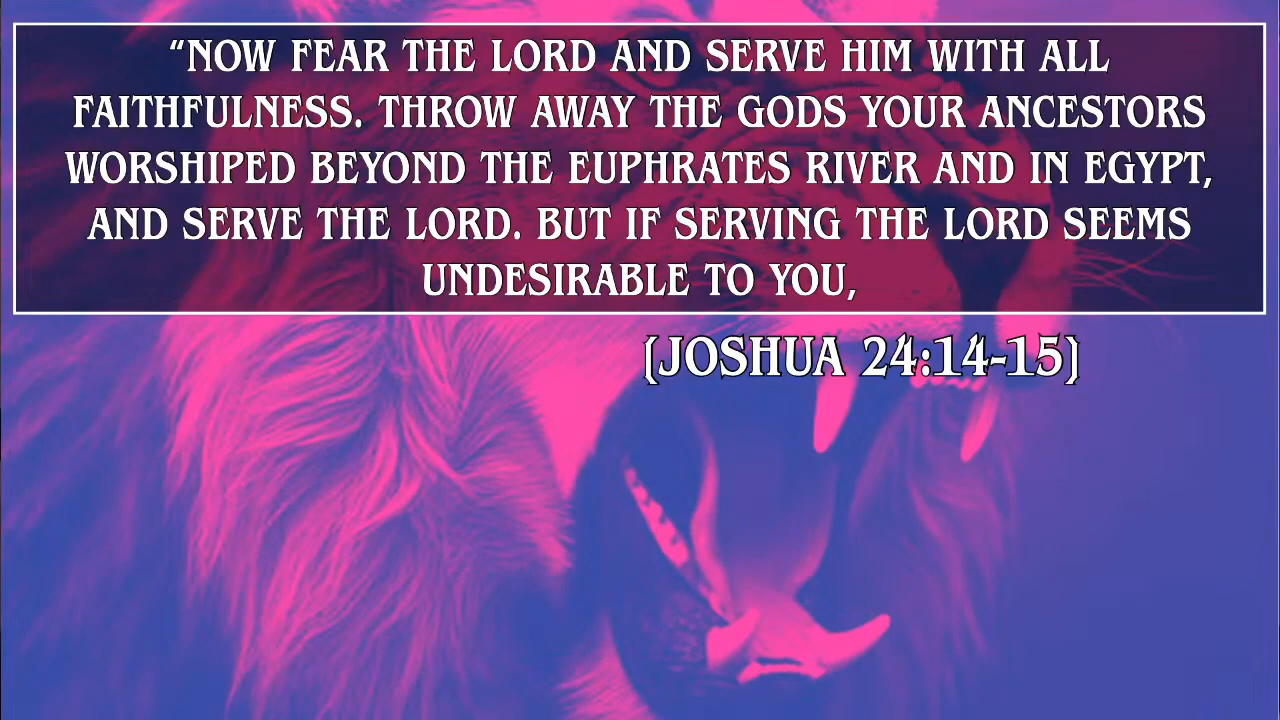 “NOW FEAR THE LORD AND SERVE HIM WITH ALL
FAITHFULNESS. THROW AWAY THE GODS YOUR ANCESTORS
WORSHIPED BEYOND THE EUPHRATES RIVER AND IN EGYPT,
AND SERVE THE LORD. BUT IF SERVING THE LORD SEEMS
UNDESIRABLE TO YOU,
(JOSHUA 24:14-15)